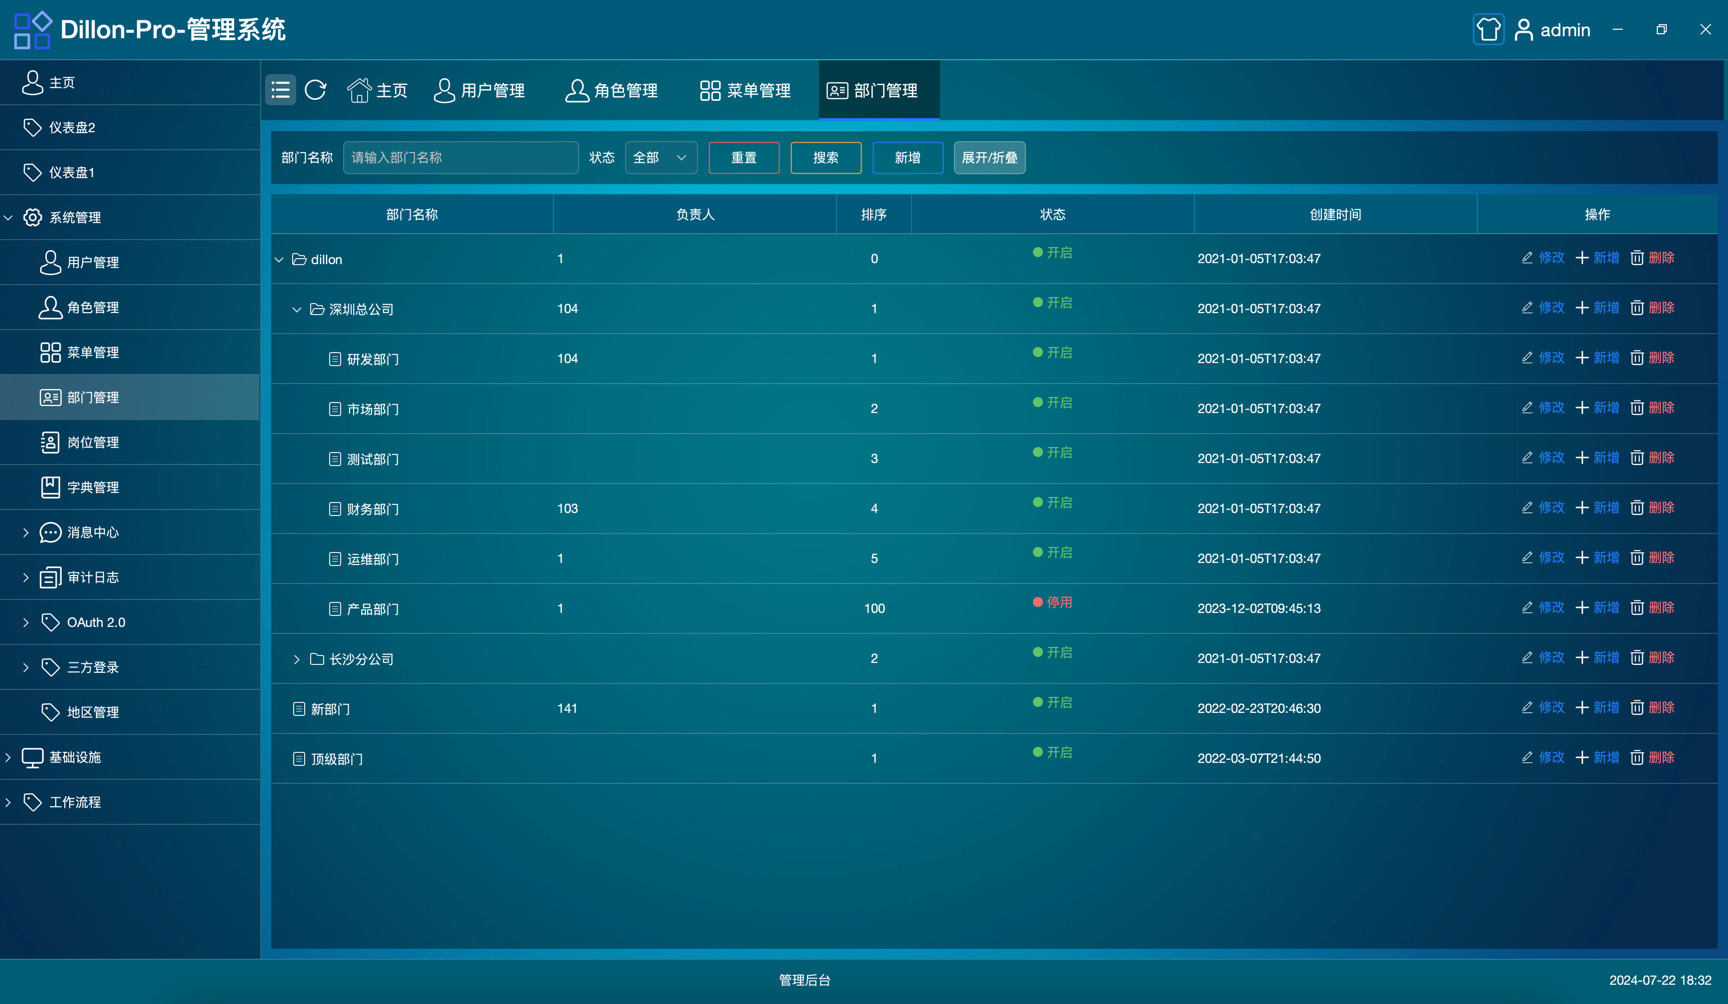 Dillon-Pro-管理系统
admin
主页
仪表盘2
仪表盘1
系统管理
用户管理
角色管理
菜单管理
部门管理
岗位管理
字典管理
消息中心
审计日志
OAuth 2.0
三方登录
地区管理
基础设施
工作流程
主页 用户管理 角色管理 菜单管理 部门管理
部门名称 请输入部门名称 状态 全部 重置 搜索 新增 展开/折叠
部门名称 负责人 排序 状态 创建时间 操作
dillon 1 0 开启 2021-01-05T17:03:47 修改 新增 删除
深圳总公司 104 1 开启 2021-01-05T17:03:47 修改 新增 删除
研发部门 104 1 开启 2021-01-05T17:03:47 修改 新增 删除
市场部门 2 开启 2021-01-05T17:03:47 修改 新增 删除
测试部门 3 开启 2021-01-05T17:03:47 修改 新增 删除
财务部门 103 4 开启 2021-01-05T17:03:47 修改 新增 删除
运维部门 1 5 开启 2021-01-05T17:03:47 修改 新增 删除
产品部门 1 100 停用 2023-12-02T09:45:13 修改 新增 删除
长沙分公司 2 开启 2021-01-05T17:03:47 修改 新增 删除
新部门 141 1 开启 2022-02-23T20:46:30 修改 新增 删除
顶级部门 1 开启 2022-03-07T21:44:50 修改 新增 删除
管理后台
2024-07-22 18:32